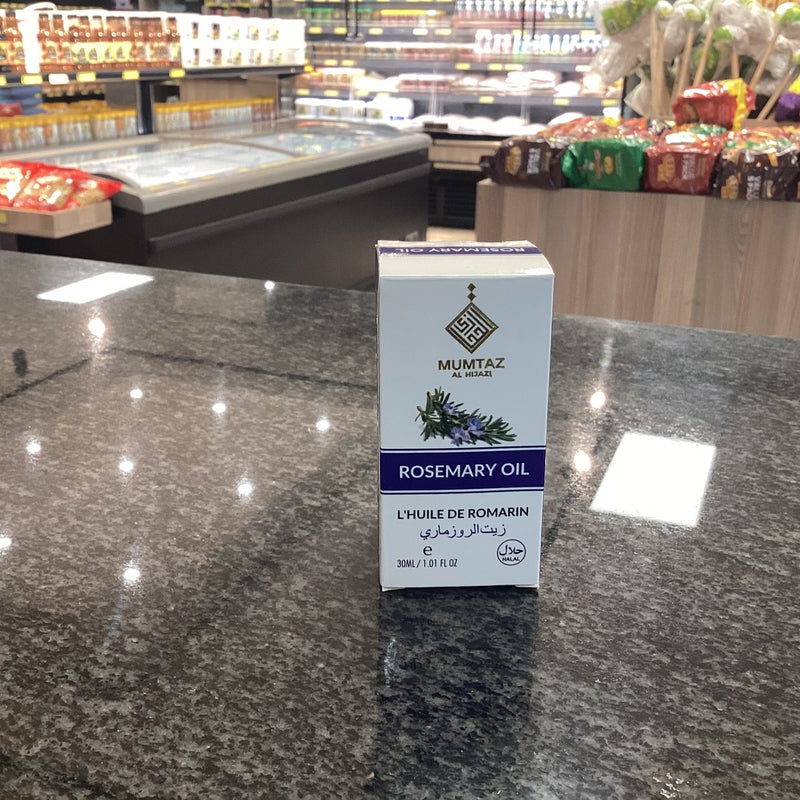 ROSEMARY OIL
MUMTAZ
AL HIJAZI
ROSEMARY OIL
L'HUILE DE ROMARIN
زيت الروزماري
e
30ML / 1.01 FL OZ
حلال
HALAL